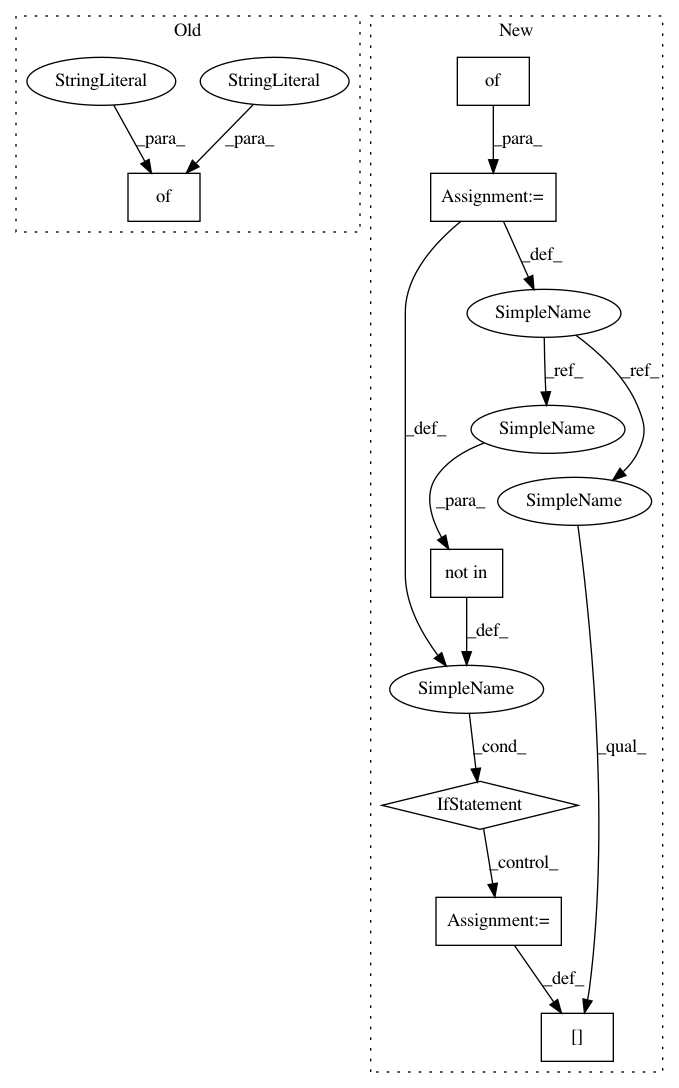 Old
New
StringLiteral
StringLiteral
of
_para_
_para_
_para_
of
Assignment:=
_def_
SimpleName
_ref_
_ref_
_def_
SimpleName
SimpleName
_para_
not in
_def_
SimpleName
_qual_
_cond_
IfStatement
_control_
Assignment:=
_def_
[]